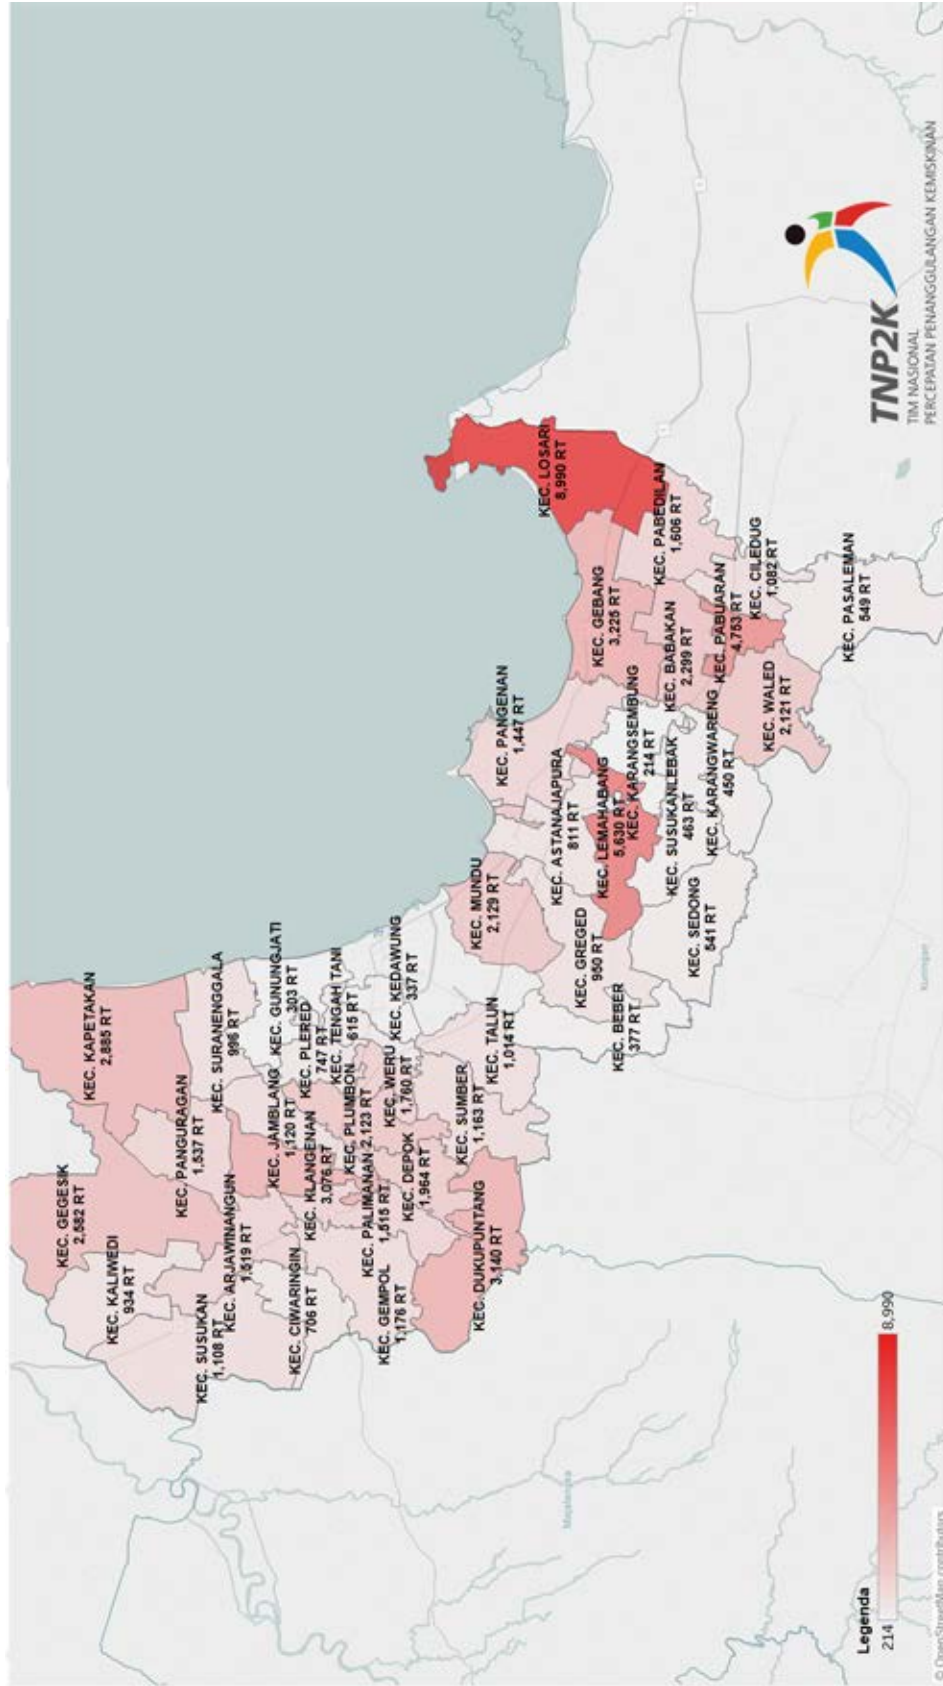 KEC. GEGESIK
2,582 RT
KEC. KAPETAKAN
2,885 RT
KEC. KALIWEDI
934 RT
KEC. PANGURAGAN
1,537 RT
KEC. SURANENGGALA
996 RT
KEC. SUSUKAN
1,108 RT
KEC. ARJAWINANGUN
1,519 RT
KEC. JAMBLANG
1,120 RT
KEC. GUNUNGJATI
303 RT
KEC. CIWARINGIN
706 RT
KEC. KLANGENAN
3,076 RT
KEC. PLERED
747 RT
KEC. TENGAH TANI
615 RT
KEC. PLUMBON
2,123 RT
KEC. PALIMANAN
1,515 RT
KEC. GEMPOL
1,176 RT
KEC. WERU
1,760 RT
KEC. KEDAWUNG
337 RT
KEC. DEPOK
1,964 RT
KEC. SUMBER
1,163 RT
KEC. TALUN
1,014 RT
KEC. DUKUPUNTANG
3,140 RT
KEC. MUNDU
2,129 RT
KEC. PANGENAN
1,447 RT
KEC. LOSARI
8,990 RT
KEC. ASTANAJAPURA
811 RT
KEC. GREGED
950 RT
KEC. LEMAHABANG
5,630 RT
KEC. GEBANG
3,225 RT
KEC. BEBER
377 RT
KEC. KARANGSEMBUNG
214 RT
KEC. PABEDILAN
1,606 RT
KEC. BABAKAN
2,299 RT
KEC. SUSUKANLEBAK
463 RT
KEC. SEDONG
541 RT
KEC. KARANGWARENG
450 RT
KEC. PABUARAN
4,753 RT
KEC. CILEDUG
1,082 RT
KEC. WALED
2,121 RT
KEC. PASALEMAN
549 RT
Majalengka
Kuningan
Legenda
214
8,990
© OpenStreetMap contributors
TNP2K
TIM NASIONAL
PERCEPATAN PENANGGULANGAN KEMISKINAN